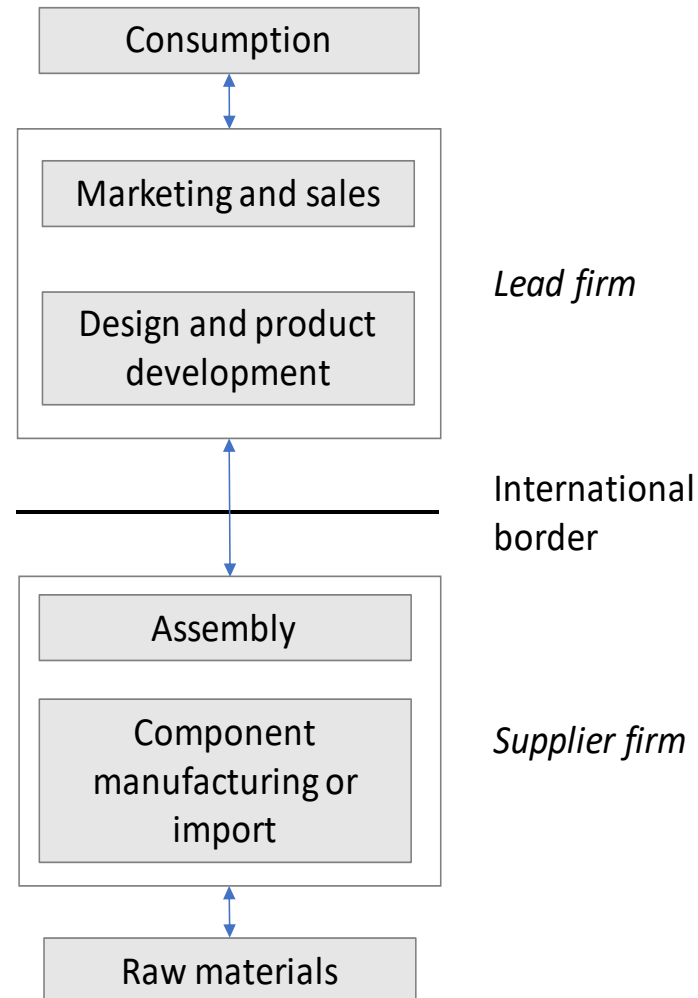 Consumption
Marketing and sales
Lead firm
Design and product
development
International
border
Assembly
Component
manufacturing or
import
Supplier firm
Raw materials